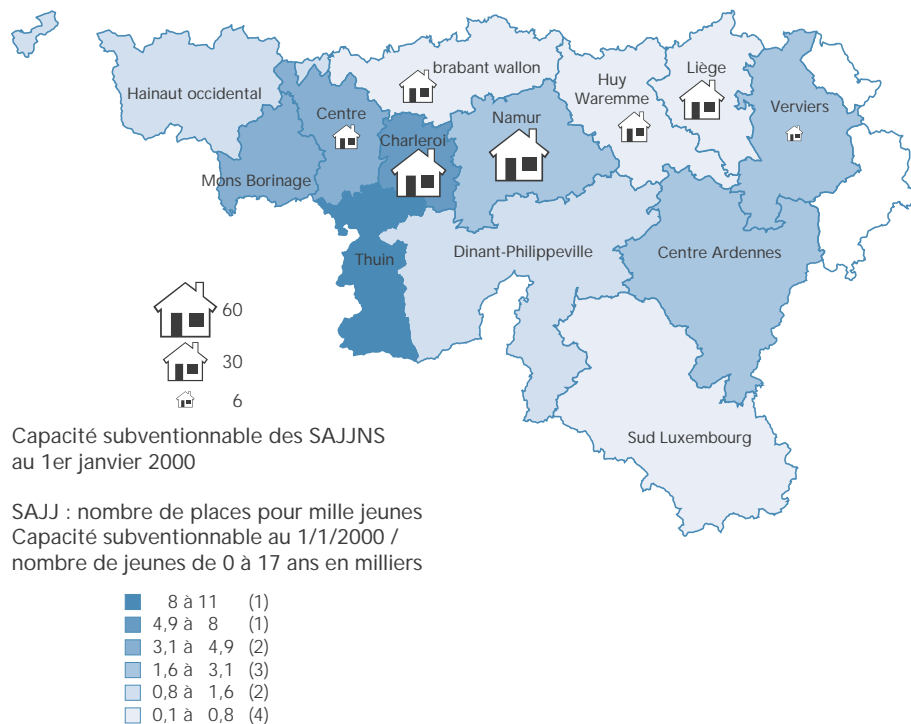 Hainaut occidental
brabant wallon
Huy
Waremme
Liège
Verviers
Centre
Charleroi
Namur
Mons Borinage
Thuin
Dinant-Philippeville
Centre Ardennes
Sud Luxembourg
60
30
6
Capacité subventionnable des SAJJNS
au 1er janvier 2000
SAJJ : nombre de places pour mille jeunes
Capacité subventionnable au 1/1/2000 /
nombre de jeunes de 0 à 17 ans en milliers
8 à 11 (1)
4,9 à 8 (1)
3,1 à 4,9 (2)
1,6 à 3,1 (3)
0,8 à 1,6 (2)
0,1 à 0,8 (4)